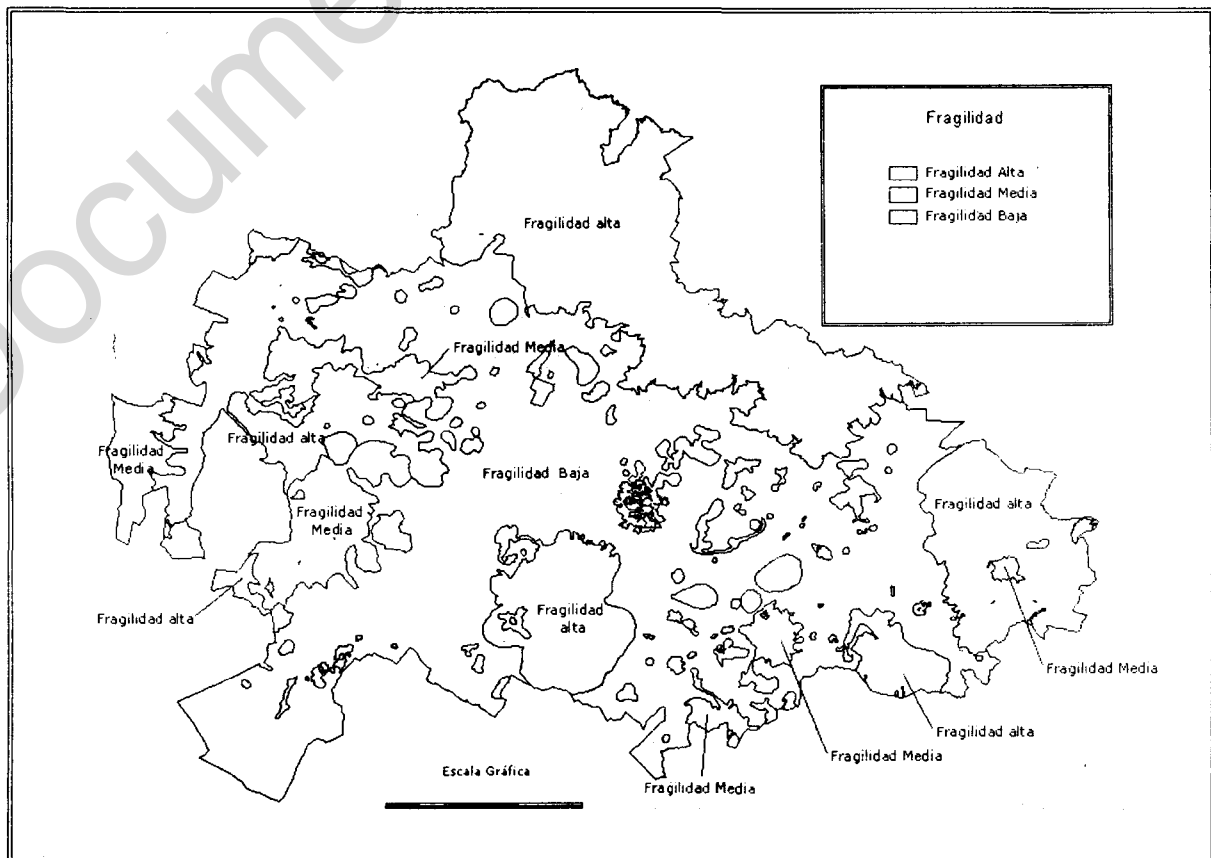 Docume
Fragilidad
Fragilidad Alta
Fragilidad Media
Fragilidad Baja
Fragilidad alta
Fragilidad Media
Fragilidad alta
Fragilidad
Media
Fragilidad Baja
Fragilidad alta
Fragilidad
Media
Fragilidad
alta
Fragilidad alta
Fragilidad Media
Fragilidad alta
Fragilidad Media
Fragilidad Media
Escala Gráfica